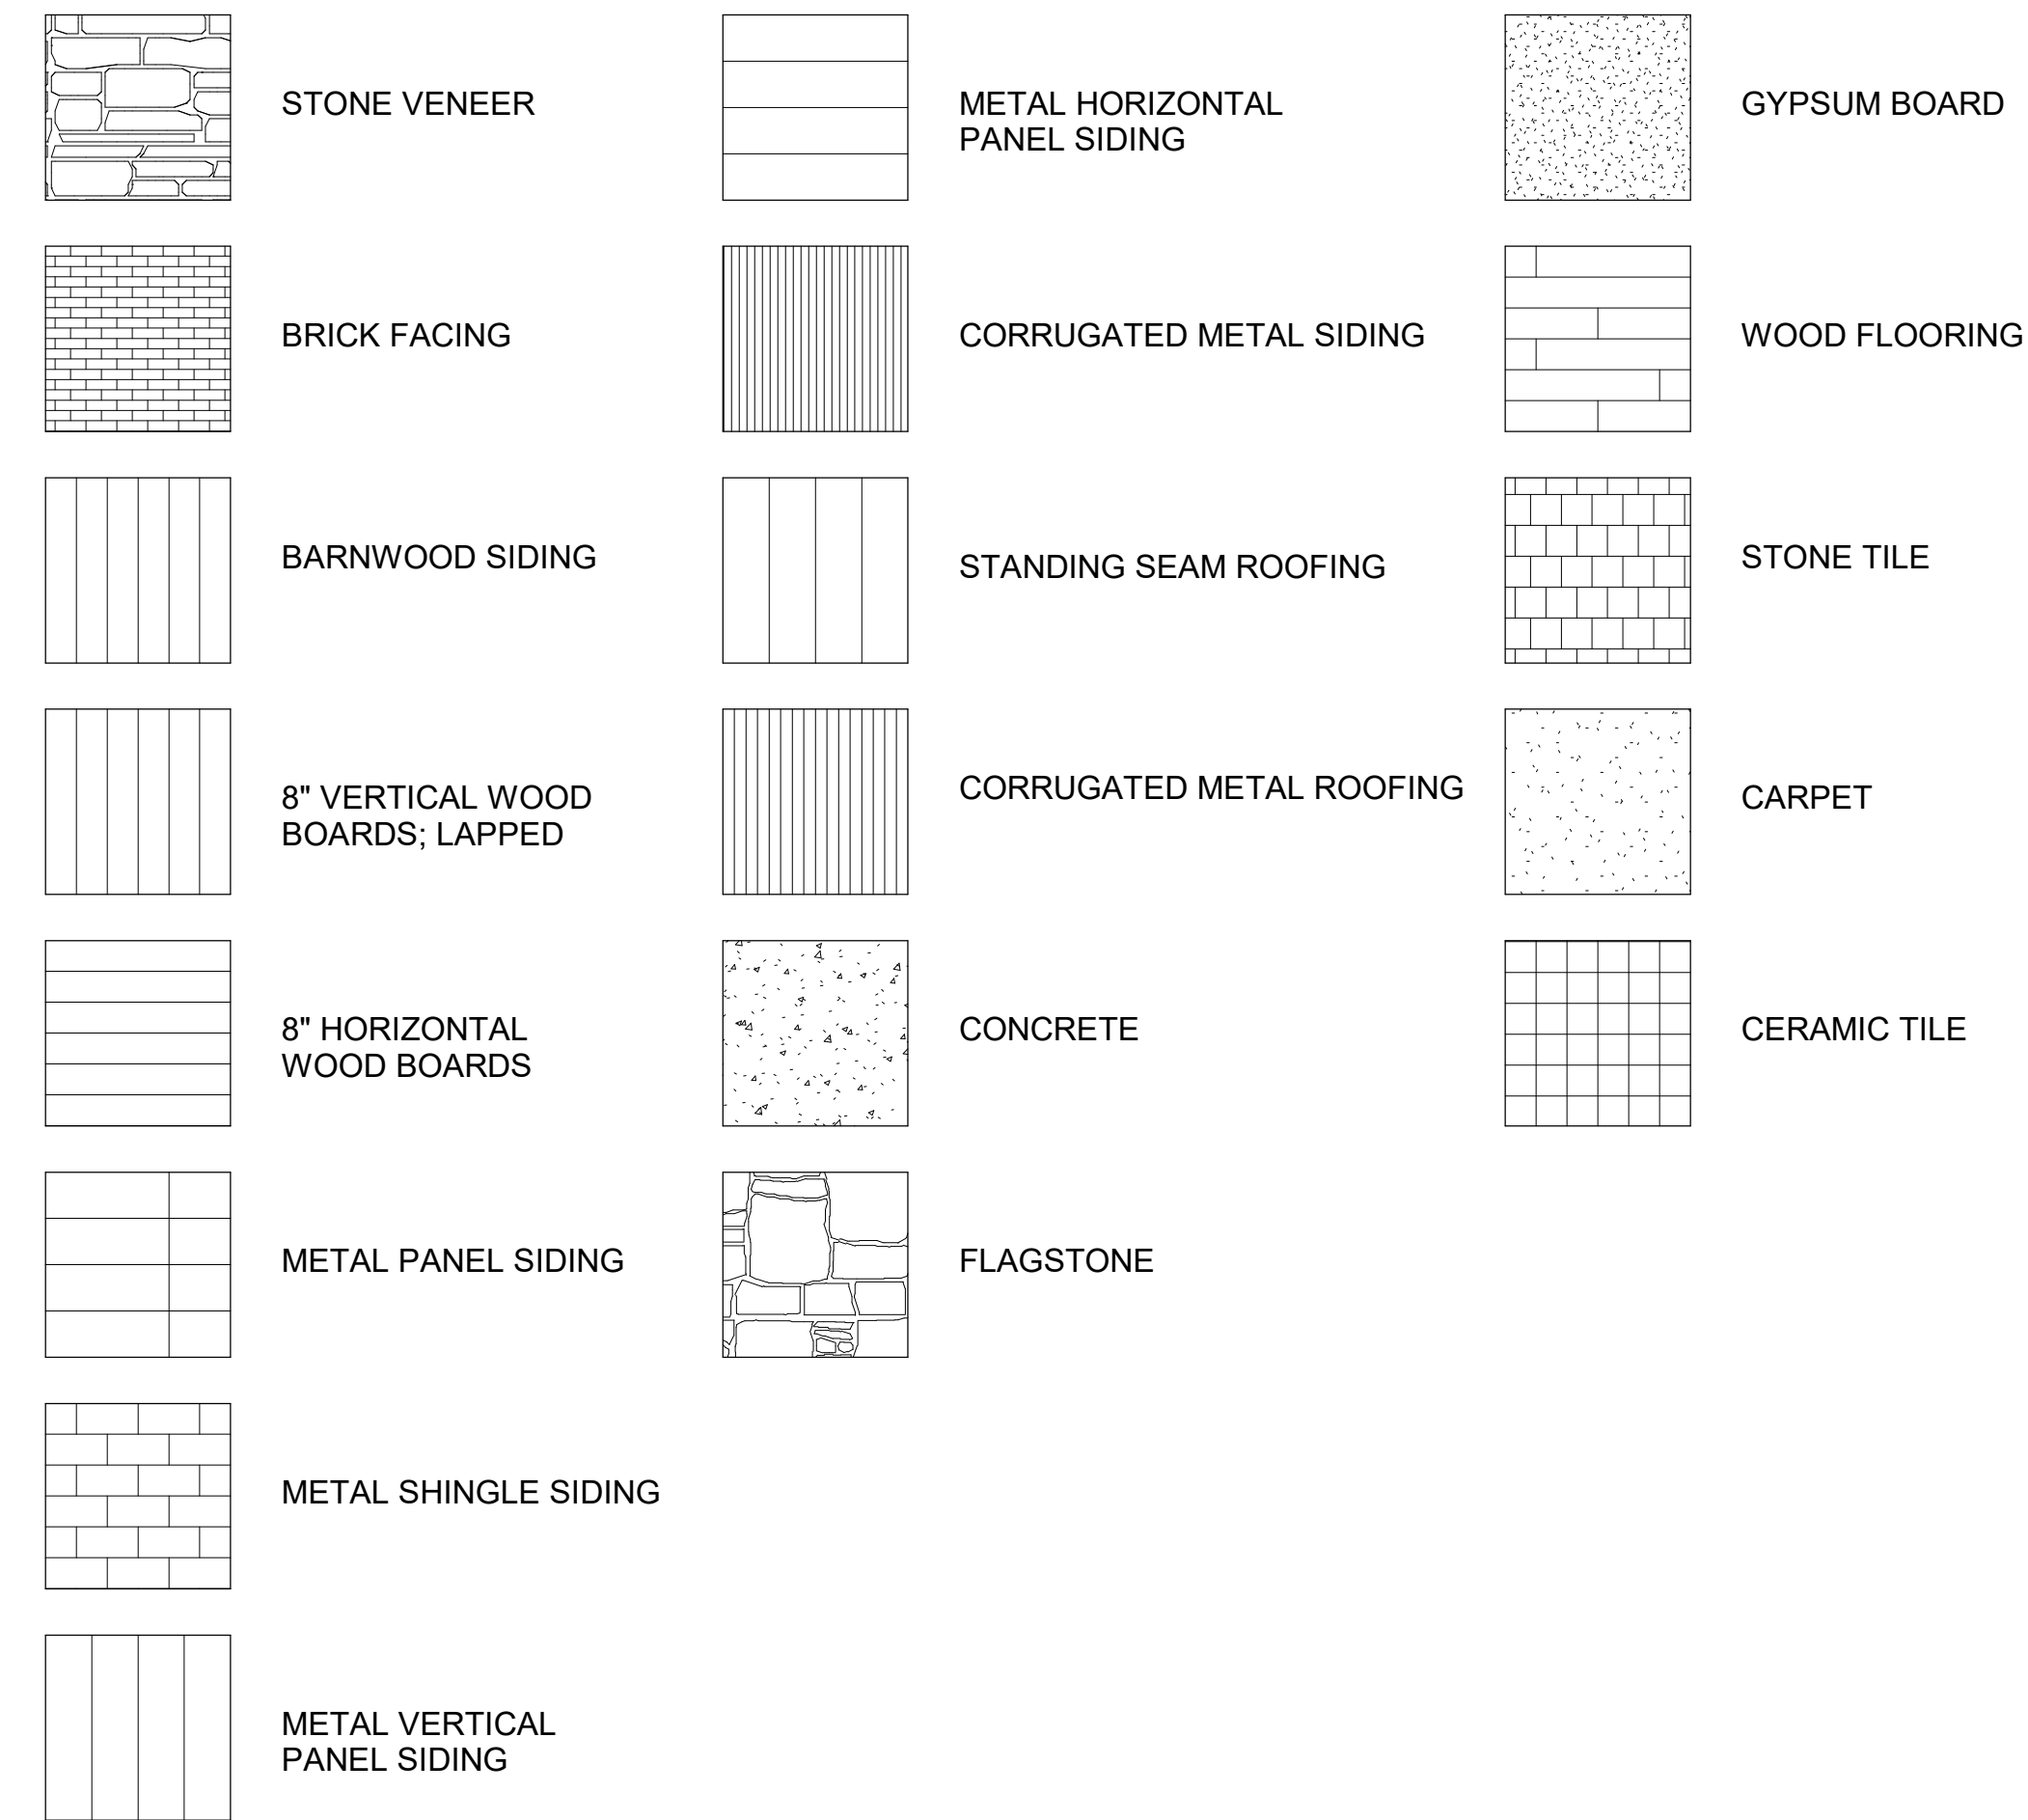 STONE VENEER
BRICK FACING
BARNWOOD SIDING
8" VERTICAL WOOD
BOARDS; LAPPED
8" HORIZONTAL
WOOD BOARDS
METAL PANEL SIDING
METAL SHINGLE SIDING
METAL VERTICAL
PANEL SIDING
METAL HORIZONTAL
PANEL SIDING
CORRUGATED METAL SIDING
STANDING SEAM ROOFING
CORRUGATED METAL ROOFING
CONCRETE
FLAGSTONE
GYPSUM BOARD
WOOD FLOORING
STONE TILE
CARPET
CERAMIC TILE